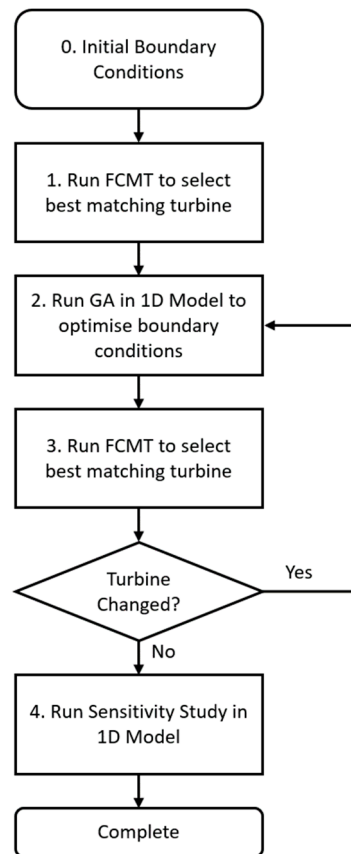 0. Initial Boundary
Conditions
1. Run FCMT to select
best matching turbine
2. Run GA in 1D Model to
optimise boundary
conditions
3. Run FCMT to select
best matching turbine
Turbine
Changed?
Yes
No
4. Run Sensitivity Study in
1D Model
Complete